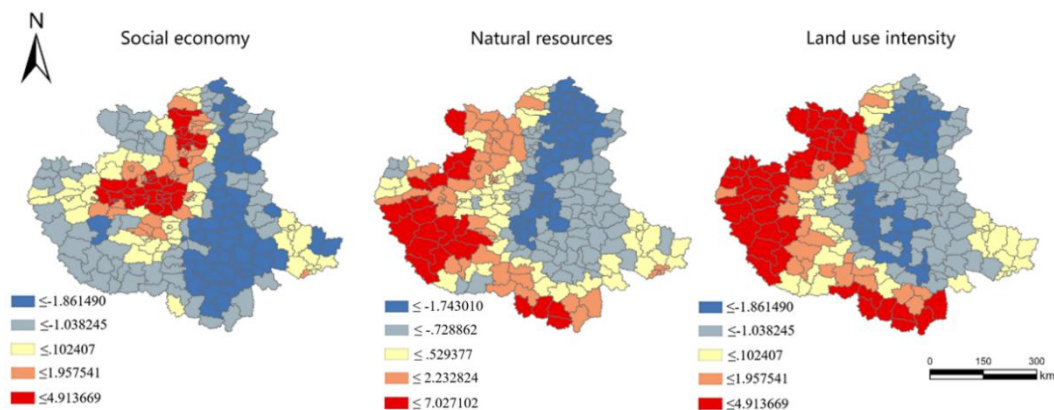 N
Social economy
Natural resources
Land use intensity
≤-1.861490
≤-1.038245
≤.102407
≤1.957541
≤4.913669
≤ -1.743010
≤ -.728862
≤ .529377
≤ 2.232824
≤ 7.027102
≤-1.861490
≤-1.038245
≤.102407
≤1.957541
≤4.913669
0 150 300
km